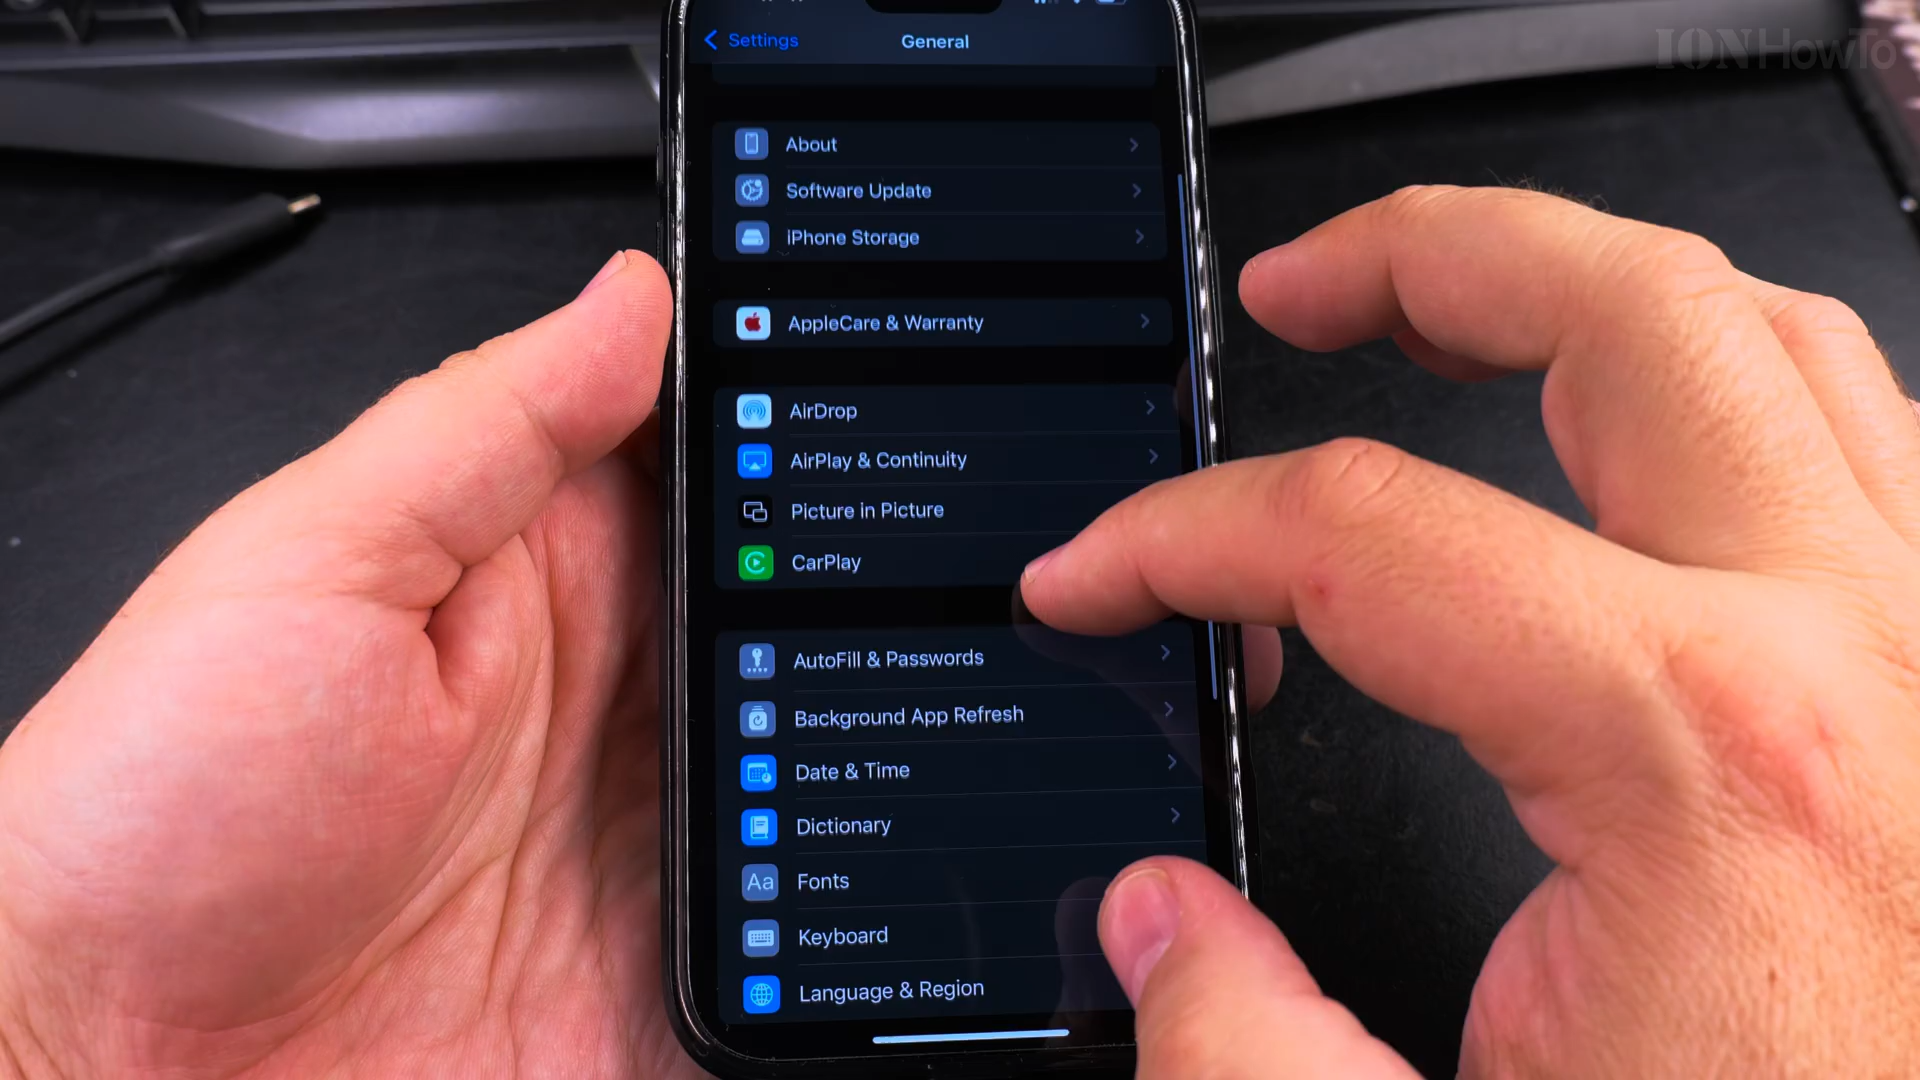 IONHowTo
Settings
General
About
Software Update
iPhone Storage
AppleCare & Warranty
AirDrop
AirPlay & Continuity
Picture in Picture
CarPlay
AutoFill & Passwords
Background App Refresh
Date & Time
Dictionary
Aa Fonts
Keyboard
Language & Region